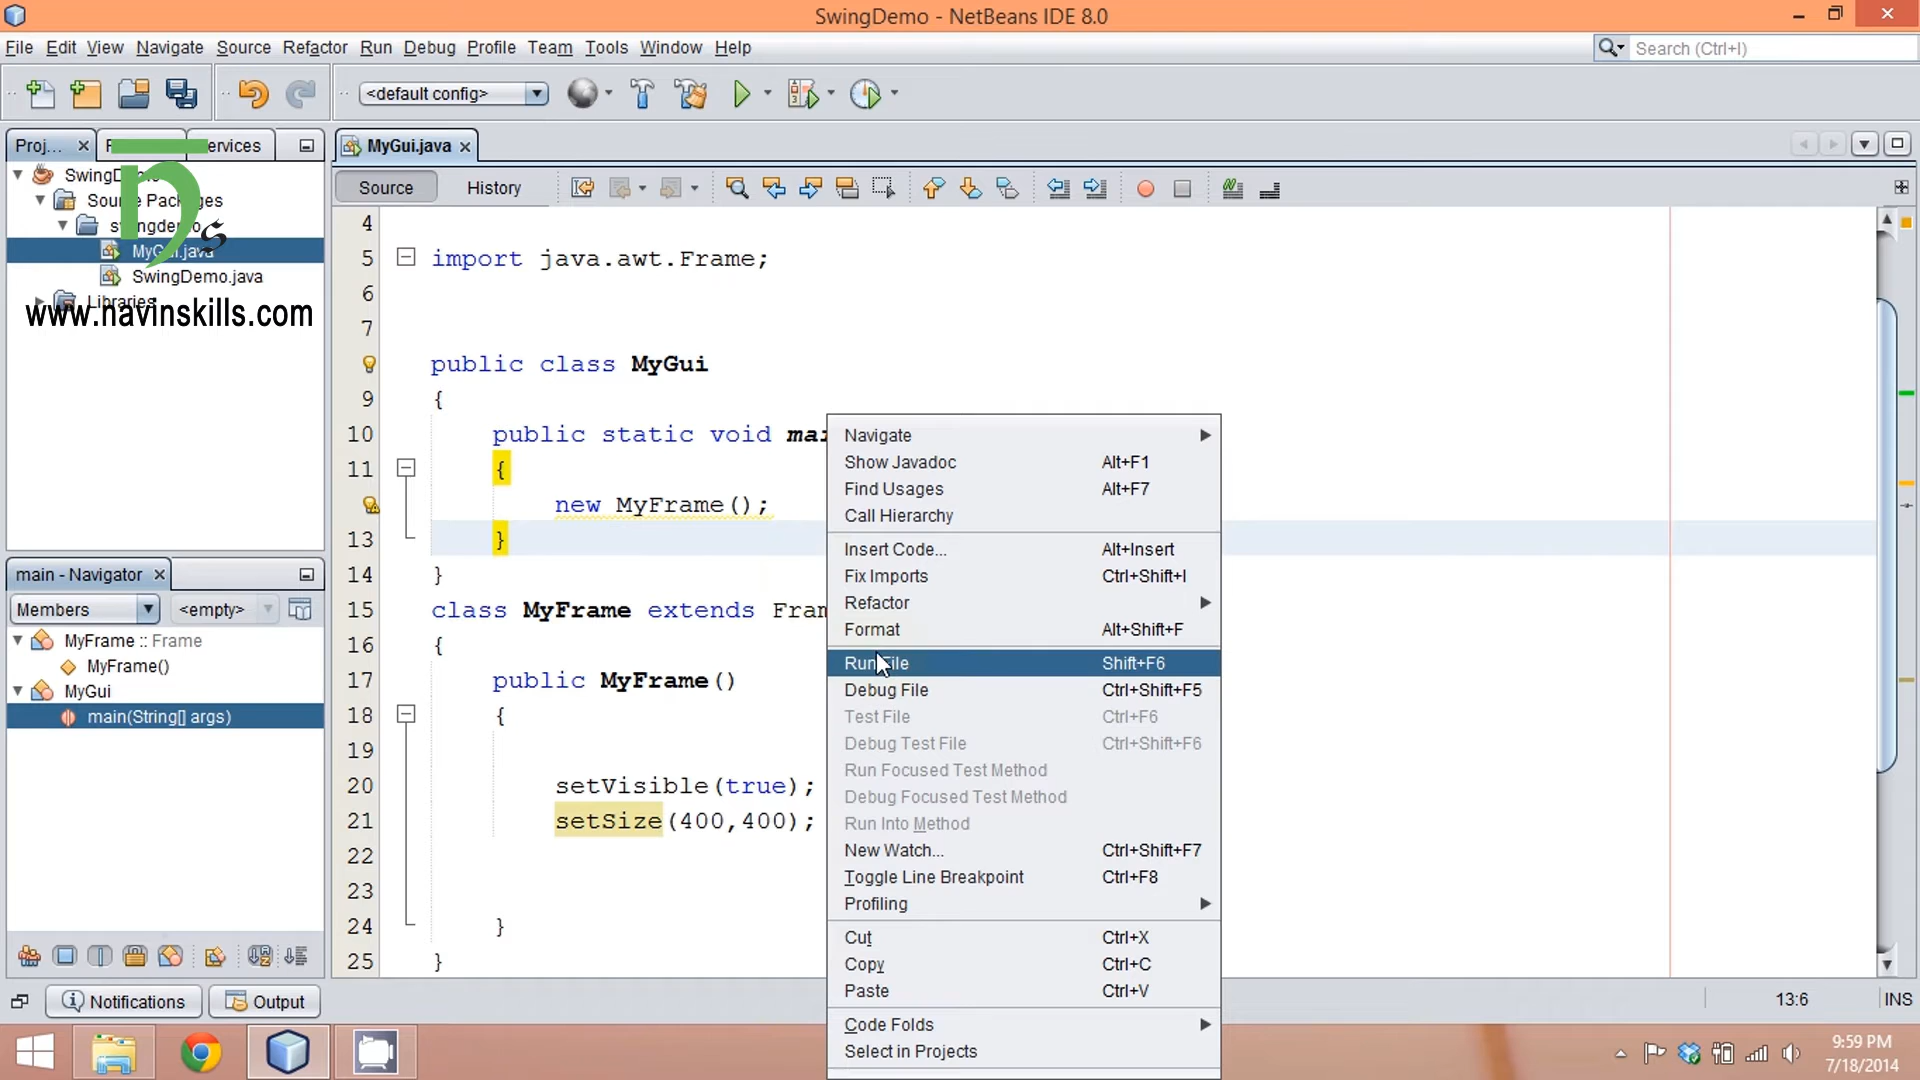 SwingDemo - NetBeans IDE 8.0
File Edit View Navigate Source Refactor Run Debug Profile Team Tools Window Help
Search (Ctrl+I)
<default config>
Proj...
ervices
MyGui.java
Source History
Source Packages
MyGui.java
SwingDemo.java
Libraries
www.navinskills.com
4
5 import java.awt.Frame;
6
7
public class MyGui
9 {
10 public static void mai
11 {
new MyFrame();
13 }
14 }
15 class MyFrame extends Fram
16 {
17 public MyFrame()
18 {
19
20 setVisible(true);
21 setSize(400,400);
22
23
24 }
25 }
Navigate
Show Javadoc Alt+F1
Find Usages Alt+F7
Call Hierarchy
Insert Code... Alt+Insert
Fix Imports Ctrl+Shift+I
Refactor
Format Alt+Shift+F
Run File Shift+F6
Debug File Ctrl+Shift+F5
Test File Ctrl+F6
Debug Test File Ctrl+Shift+F6
Run Focused Test Method
Debug Focused Test Method
Run Into Method
New Watch... Ctrl+Shift+F7
Toggle Line Breakpoint Ctrl+F8
Profiling
Cut Ctrl+X
Copy Ctrl+C
Paste Ctrl+V
Code Folds
Select in Projects
main - Navigator
Members <empty>
MyFrame :: Frame
MyFrame()
MyGui
main(String[] args)
Notifications Output
13:6 INS
9:59 PM
7/18/2014